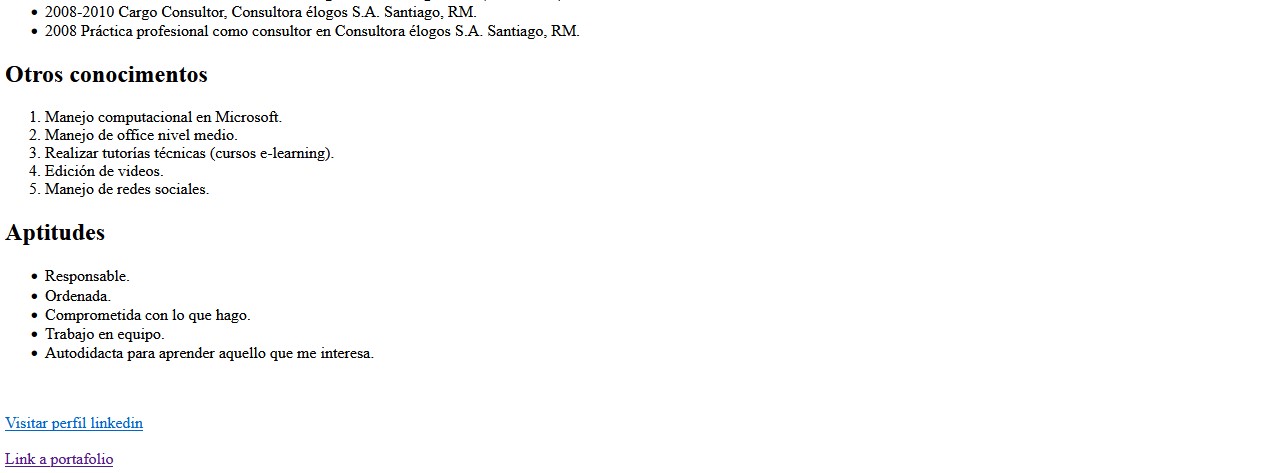 • 2008-2010 Cargo Consultor, Consultora élogos S.A. Santiago, RM.
• 2008 Práctica profesional como consultor en Consultora élogos S.A. Santiago, RM.
Otros conocimentos
1. Manejo computacional en Microsoft.
2. Manejo de office nivel medio.
3. Realizar tutorías técnicas (cursos e-learning).
4. Edición de videos.
5. Manejo de redes sociales.
Aptitudes
• Responsable.
• Ordenada.
• Comprometida con lo que hago.
• Trabajo en equipo.
• Autodidacta para aprender aquello que me interesa.
Visitar perfil linkedin
Link a portafolio